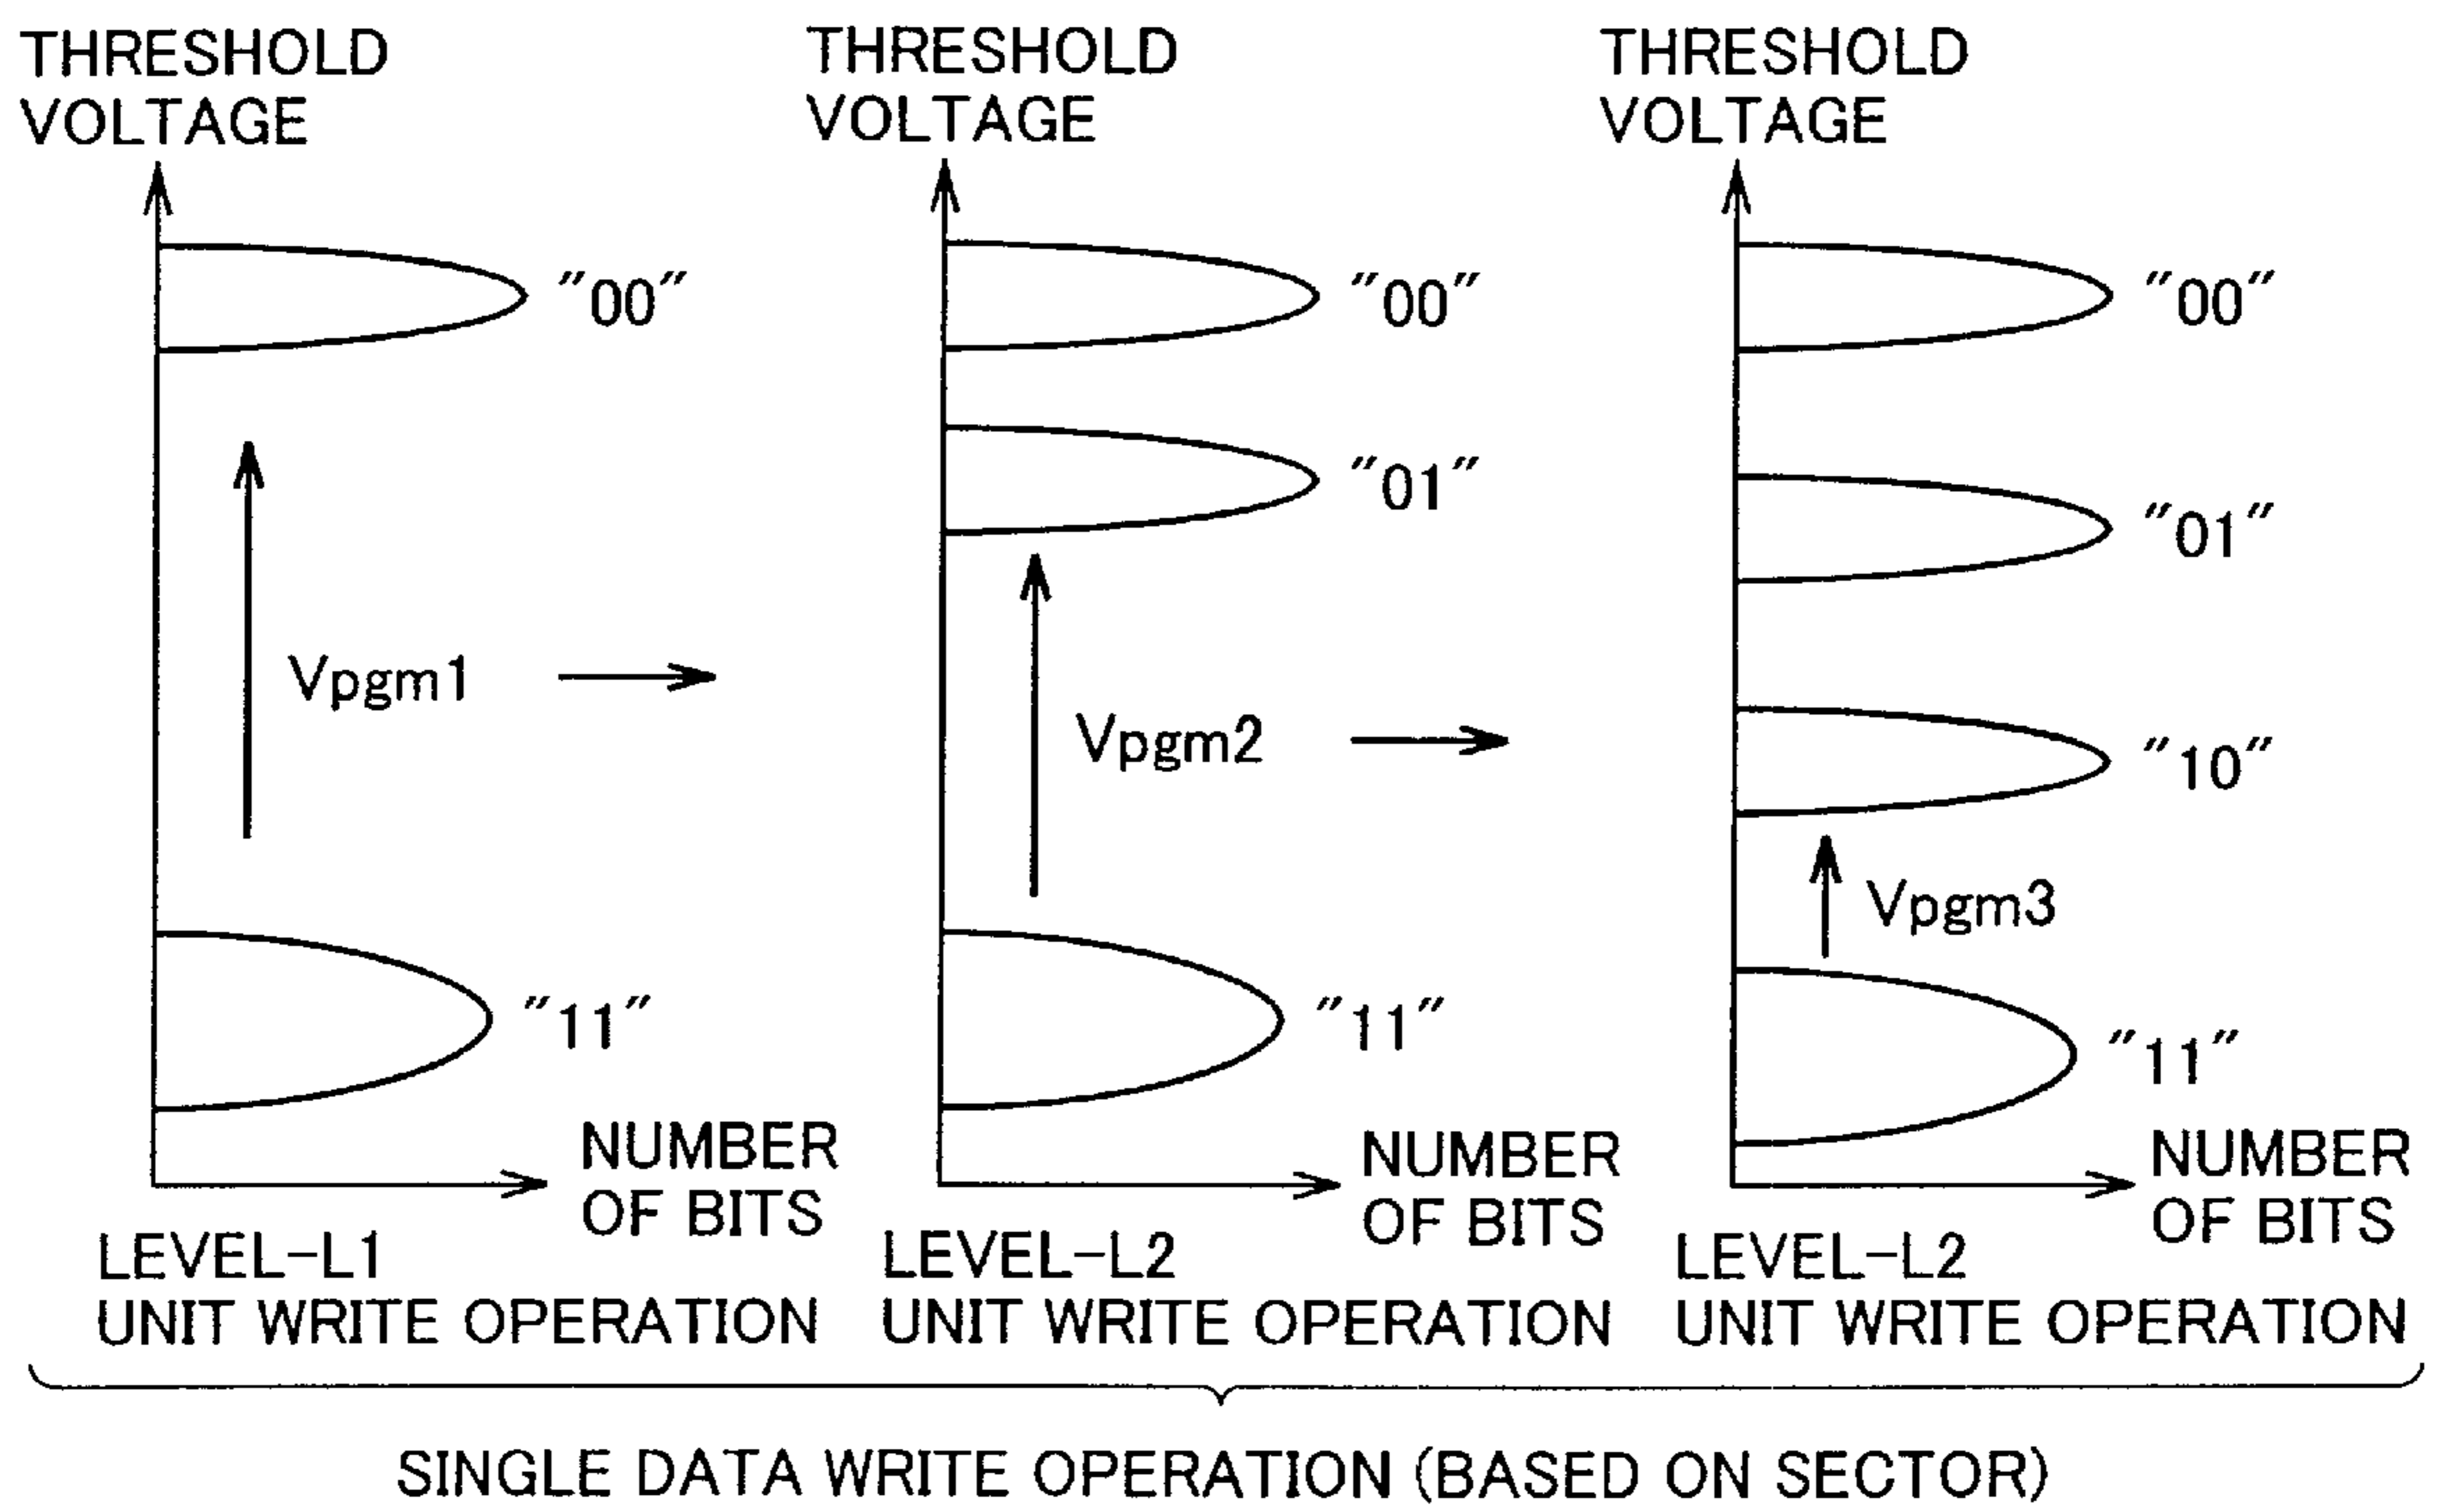 THRESHOLD
VOLTAGE
"00"
Vpgm1
"11"
NUMBER
OF BITS
LEVEL-L1
UNIT WRITE OPERATION
THRESHOLD
VOLTAGE
"00"
"01"
Vpgm2
"11"
NUMBER
OF BITS
LEVEL-L2
UNIT WRITE OPERATION
THRESHOLD
VOLTAGE
"00"
"01"
"10"
Vpgm3
"11"
NUMBER
OF BITS
LEVEL-L2
UNIT WRITE OPERATION
SINGLE DATA WRITE OPERATION (BASED ON SECTOR)